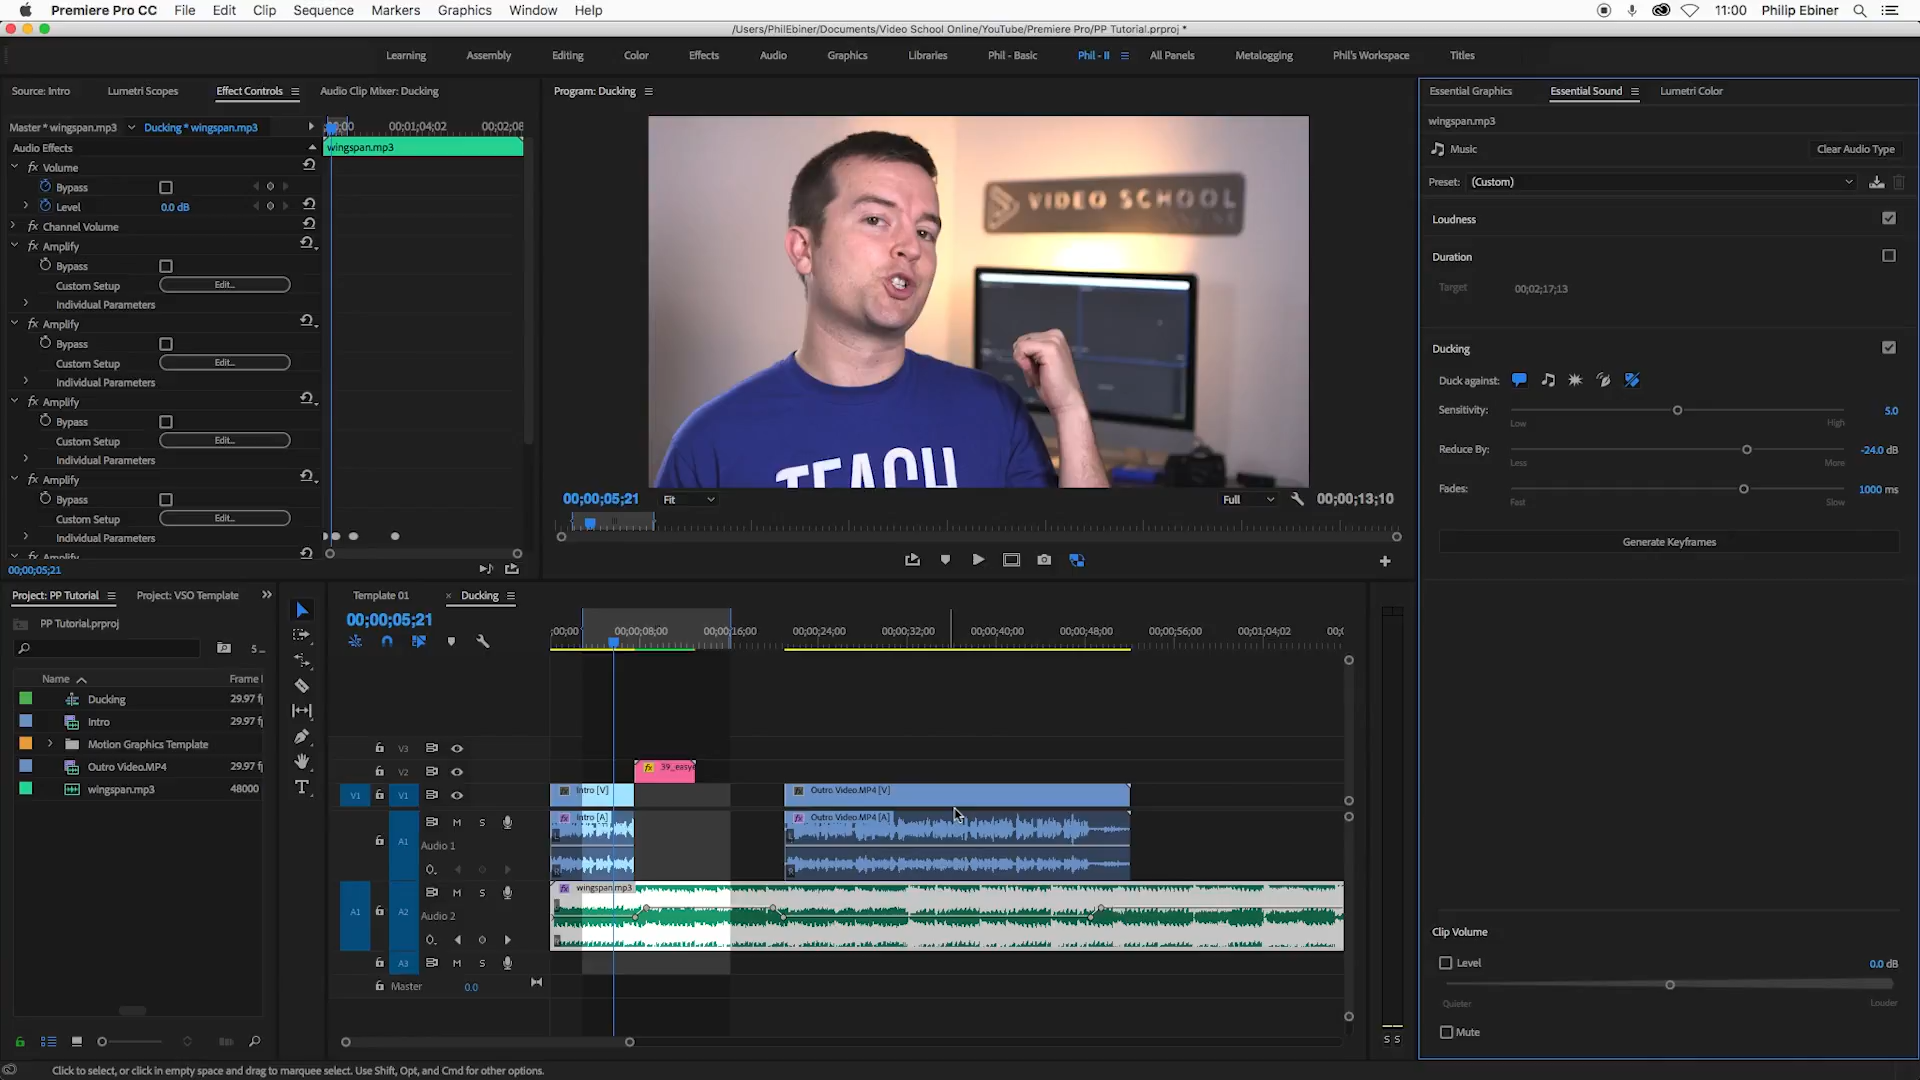 Premiere Pro CC File Edit Clip Sequence Markers Graphics Window Help 11:00 Philip Ebiner
/Users/PhilEbiner/Documents/Video School Online/YouTube/Premiere Pro/PP Tutorial.prproj *
Learning Assembly Editing Color Effects Audio Graphics Libraries Phil - Basic Phil - II All Panels Metalogging Phil's Workspace Titles
Source: Intro Lumetri Scopes Effect Controls Audio Clip Mixer: Ducking
Master * wingspan.mp3 Ducking * wingspan.mp3
00;00 00;01;04;02 00;02;08
wingspan.mp3
Audio Effects
fx Volume
Bypass
Level 0.0 dB
fx Channel Volume
fx Amplify
Bypass
Custom Setup Edit...
Individual Parameters
fx Amplify
Bypass
Custom Setup Edit...
Individual Parameters
fx Amplify
Bypass
Custom Setup Edit...
Individual Parameters
fx Amplify
Bypass
Custom Setup Edit...
Individual Parameters
fx Amplify
00;00;05;21
Program: Ducking
VIDEO SCHOOL
TEACH
00;00;05;21 Fit Full 00;00;13;10
Essential Graphics Essential Sound Lumetri Color
wingspan.mp3
Music Clear Audio Type
Preset: (Custom)
Loudness
Duration
Target 00;02;17;13
Ducking
Duck against:
Sensitivity: 5.0
Low High
Reduce By: -24.0 dB
Less More
Fades: 1000 ms
Fast Slow
Generate Keyframes
Clip Volume
Level 0.0 dB
Quieter Louder
Mute
Project: PP Tutorial Project: VSO Template
PP Tutorial.prproj
5...
Name Frame
Ducking 29.97 f
Intro 29.97 f
Motion Graphics Template
Outro Video.MP4 29.97 f
wingspan.mp3 48000
Template 01 × Ducking
00;00;05;21
;00;00 00;00;08;00 00;00;16;00 00;00;24;00 00;00;32;00 00;00;40;00 00;00;48;00 00;00;56;00 00;01;04;02 00;
V3
V2 fx 39_easy
V1 V1 Intro [V] Outro Video.MP4 [V]
A1 M S Audio 1 Intro [A] Outro Video.MP4 [A]
L
R
A1 A2 M S Audio 2 wingspan.mp3
A3 M S
Master 0.0
S S
Click to select, or click in empty space and drag to marquee select. Use Shift, Opt, and Cmd for other options.